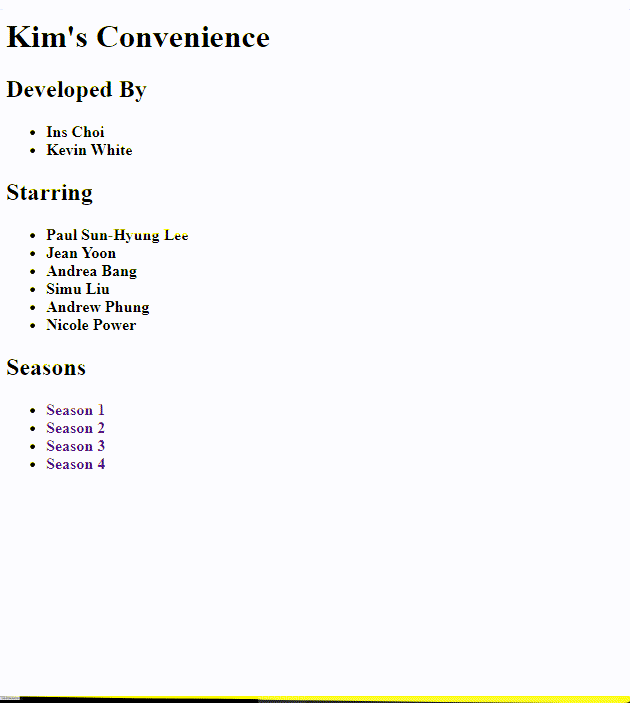 Kim's Convenience
Developed By
Ins Choi
Kevin White
Starring
Paul Sun-Hyung Lee
Jean Yoon
Andrea Bang
Simu Liu
Andrew Phung
Nicole Power
Seasons
Season 1
Season 2
Season 3
Season 4